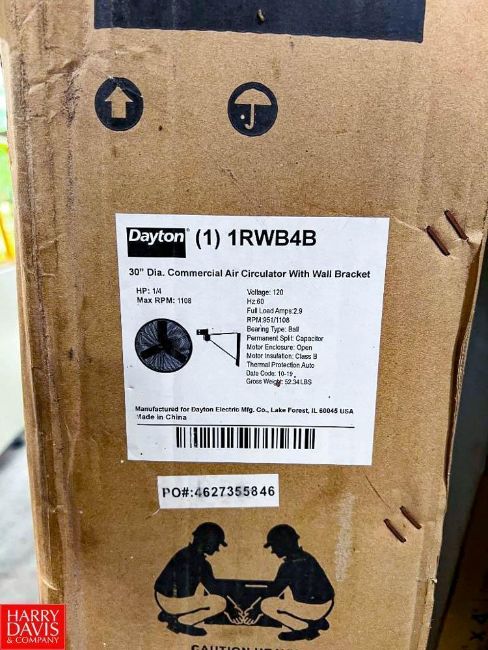 Dayton (1) 1RWB4B
30" Dia. Commercial Air Circulator With Wall Bracket
HP: 1/4
Max RPM: 1108
Voltage: 120
Hz:60
Full Load Amps:2.9
RPM:951/1108
Bearing Type: Ball
Permanent Split: Capacitor
Motor Enclosure: Open
Motor Insulation: Class B
Thermal Protection:Auto
Date Code: 10-19
Gross Weight: 52.34LBS
Manufactured for Dayton Electric Mfg. Co., Lake Forest, IL 60045 USA
Made in China
PO#:4627355846
HARRY
DAVIS
& COMPANY